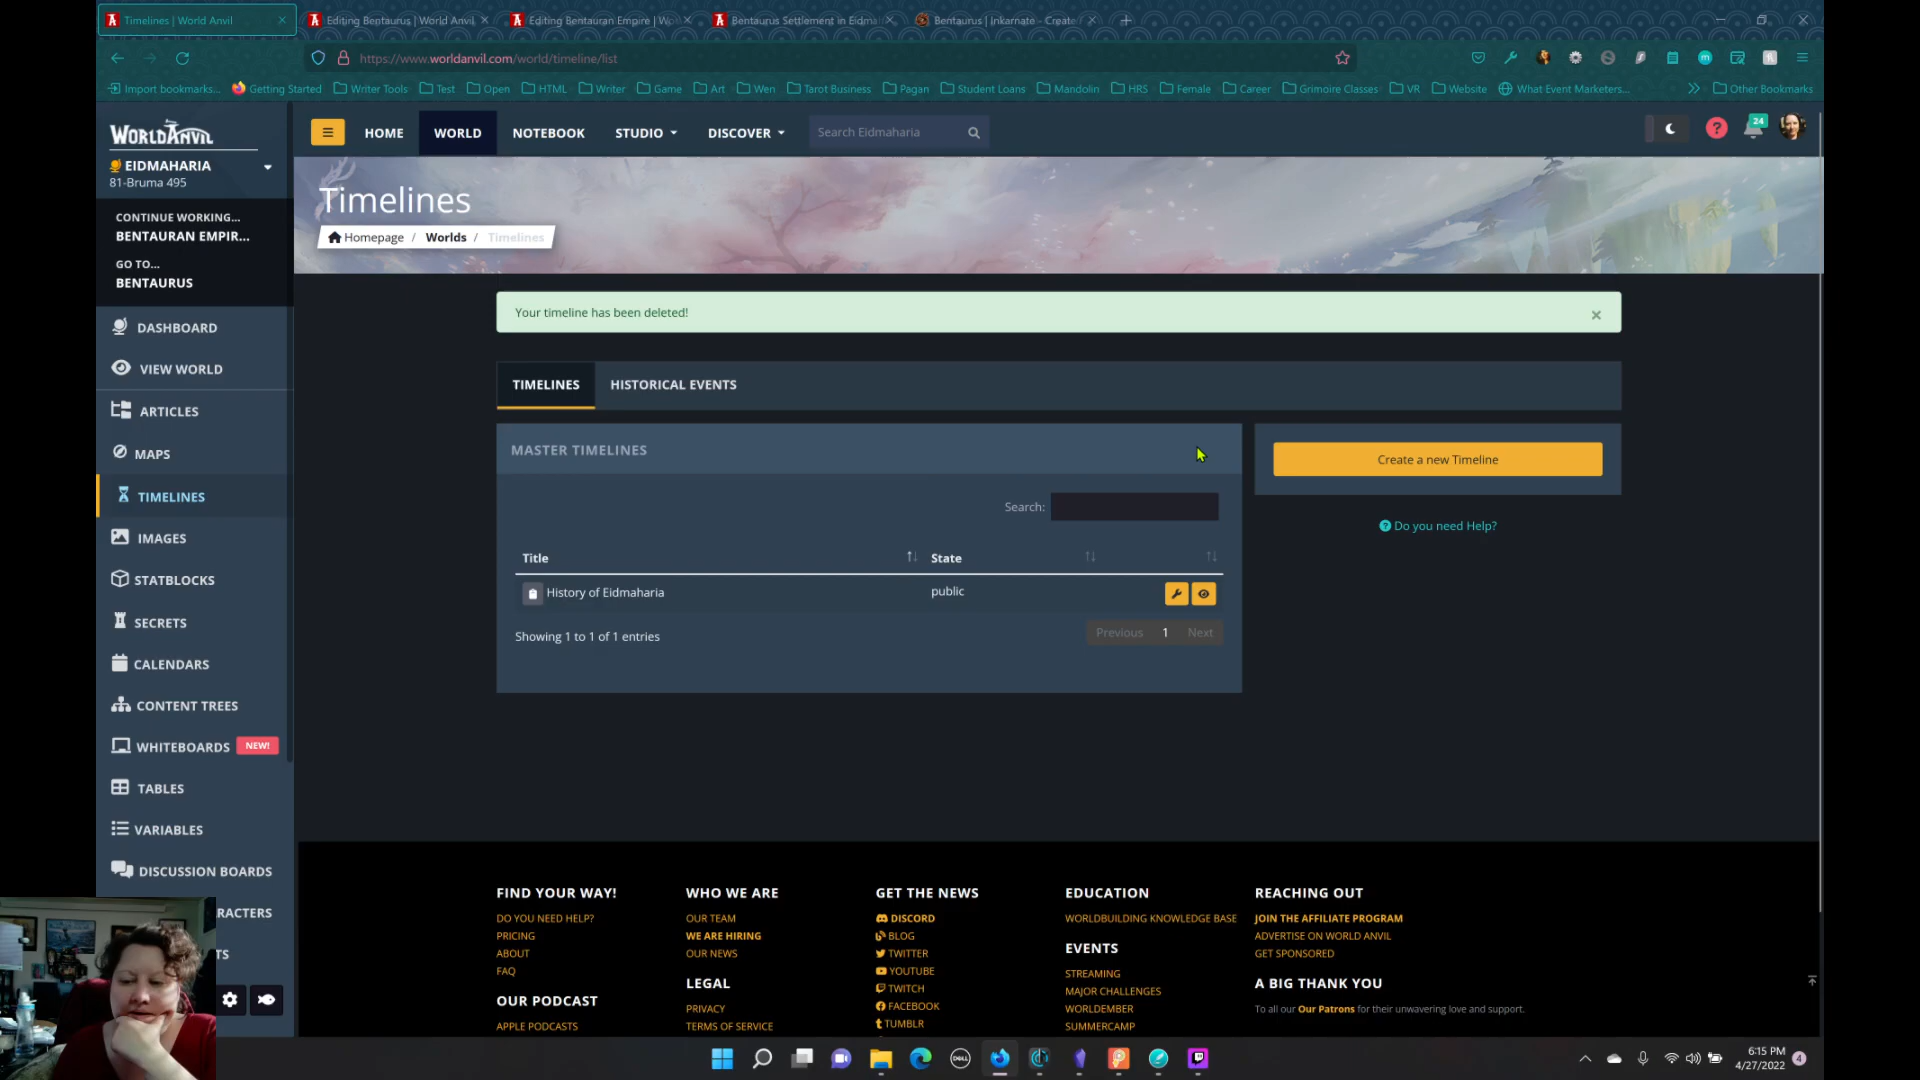 Timelines | World Anvil
Editing Bentaurus | World Anvil
Editing Bentauran Empire | Wo
Bentaurus Settlement in Eidma
Bentaurus | Inkarnate - Create
https://www.worldanvil.com/world/timeline/list
Import bookmarks...
Getting Started
Writer Tools
Test
Open
HTML
Writer
Game
Art
Wen
Tarot Business
Pagan
Student Loans
Mandolin
HRS
Female
Career
Grimoire Classes
VR
Website
What Event Marketers...
Other Bookmarks
WORLDANVIL
EIDMAHARIA
81-Bruma 495
HOME
WORLD
NOTEBOOK
STUDIO
DISCOVER
Search Eidmaharia
24
CONTINUE WORKING...
BENTAURAN EMPIR...
GO TO...
BENTAURUS
DASHBOARD
VIEW WORLD
ARTICLES
MAPS
TIMELINES
IMAGES
STATBLOCKS
SECRETS
CALENDARS
CONTENT TREES
WHITEBOARDS NEW!
TABLES
VARIABLES
DISCUSSION BOARDS
RACTERS
TS
Timelines
Homepage / Worlds / Timelines
Your timeline has been deleted!
×
TIMELINES
HISTORICAL EVENTS
MASTER TIMELINES
Search:
Title
State
History of Eidmaharia
public
Showing 1 to 1 of 1 entries
Previous 1 Next
Create a new Timeline
Do you need Help?
FIND YOUR WAY!
DO YOU NEED HELP?
PRICING
ABOUT
FAQ
OUR PODCAST
APPLE PODCASTS
WHO WE ARE
OUR TEAM
WE ARE HIRING
OUR NEWS
LEGAL
PRIVACY
TERMS OF SERVICE
GET THE NEWS
DISCORD
BLOG
TWITTER
YOUTUBE
TWITCH
FACEBOOK
TUMBLR
EDUCATION
WORLDBUILDING KNOWLEDGE BASE
EVENTS
STREAMING
MAJOR CHALLENGES
WORLDEMBER
SUMMERCAMP
REACHING OUT
JOIN THE AFFILIATE PROGRAM
ADVERTISE ON WORLD ANVIL
GET SPONSORED
A BIG THANK YOU
To all our Our Patrons for their unwavering love and support.
DELL
6:15 PM
4/27/2022
4